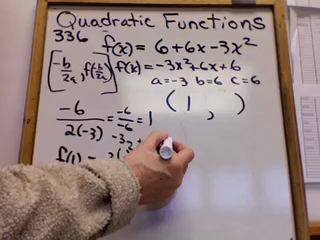 Quadratic Functions
336
f(x) = 6+6x-3x²
[-b/2a, f(-b/2a)] f(x) = -3x²+6x+6
a=-3 b=6 c=6
(1 , )
-6/2(-3) = -6/-6 = 1
f(1) = -3(